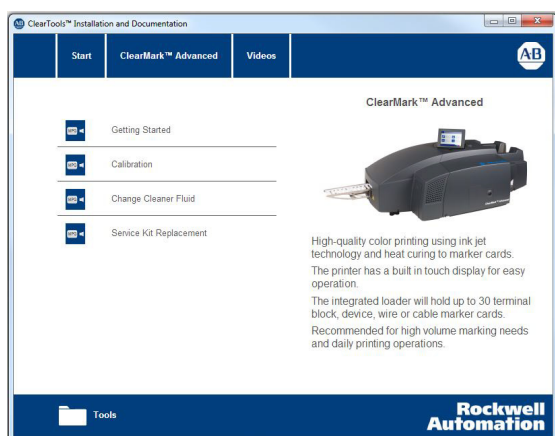 ClearTools™ Installation and Documentation
Start
ClearMark™ Advanced
Videos
AB
ClearMark™ Advanced
Getting Started
Calibration
Change Cleaner Fluid
Service Kit Replacement
High-quality color printing using ink jet
technology and heat curing to marker cards.
The printer has a built in touch display for easy
operation.
The integrated loader will hold up to 30 terminal
block, device, wire or cable marker cards.
Recommended for high volume marking needs
and daily printing operations.
Tools
Rockwell
Automation